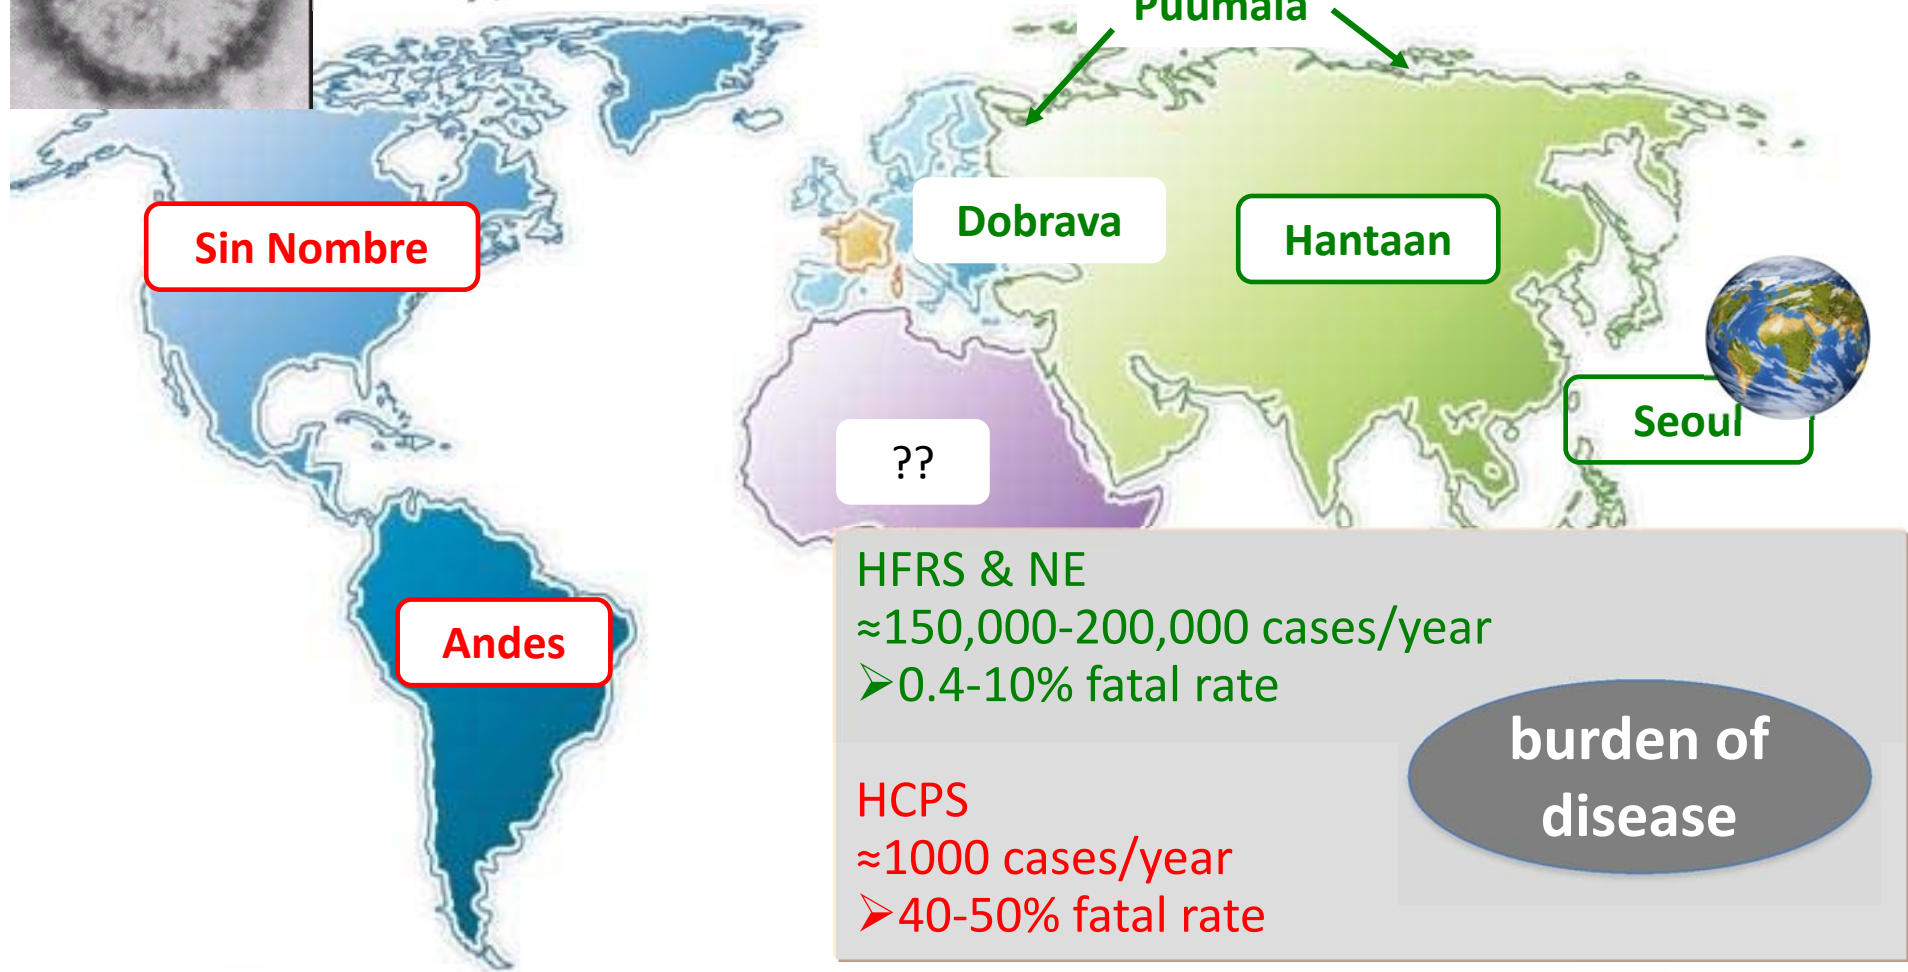 Puumala
Dobrava
Hantaan
Sin Nombre
Seoul
??
Andes
HFRS & NE
≈150,000-200,000 cases/year
➢0.4-10% fatal rate
burden of
disease
HCPS
≈1000 cases/year
➢40-50% fatal rate